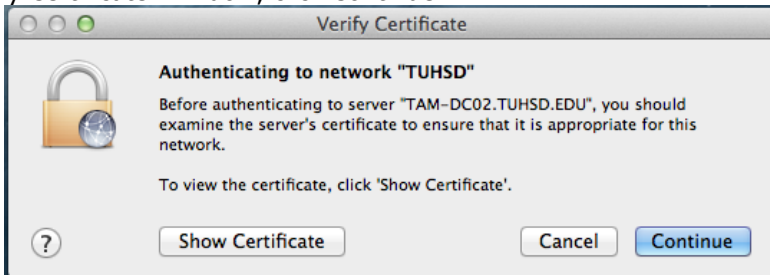 Verify Certificate
Authenticating to network "TUHSD"
Before authenticating to server "TAM-DC02.TUHSD.EDU", you should
examine the server's certificate to ensure that it is appropriate for this
network.
To view the certificate, click 'Show Certificate'.
?
Show Certificate
Cancel
Continue